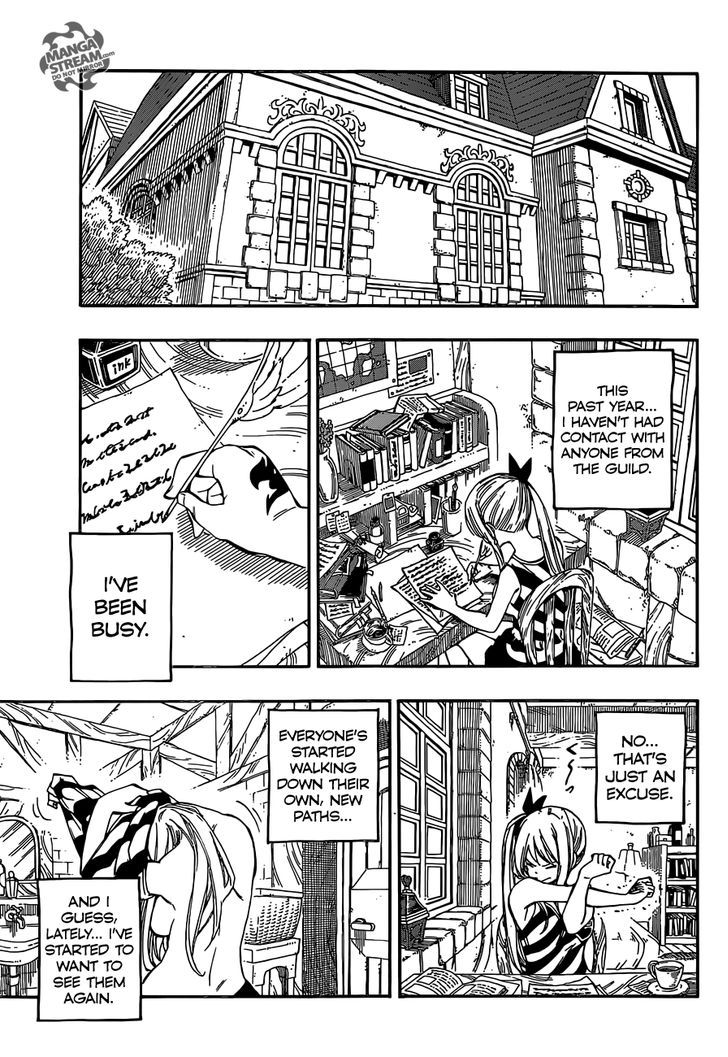 MANGA
STREAM.com
DO NOT MIRROR
THIS
PAST YEAR...
I HAVEN'T HAD
CONTACT WITH
ANYONE FROM
THE GUILD.
ink
I'VE
BEEN
BUSY.
NO...
THAT'S
JUST AN
EXCUSE.
EVERYONE'S
STARTED
WALKING
DOWN THEIR
OWN, NEW
PATHS...
AND I
GUESS,
LATELY... I'VE
STARTED TO
WANT TO
SEE THEM
AGAIN.